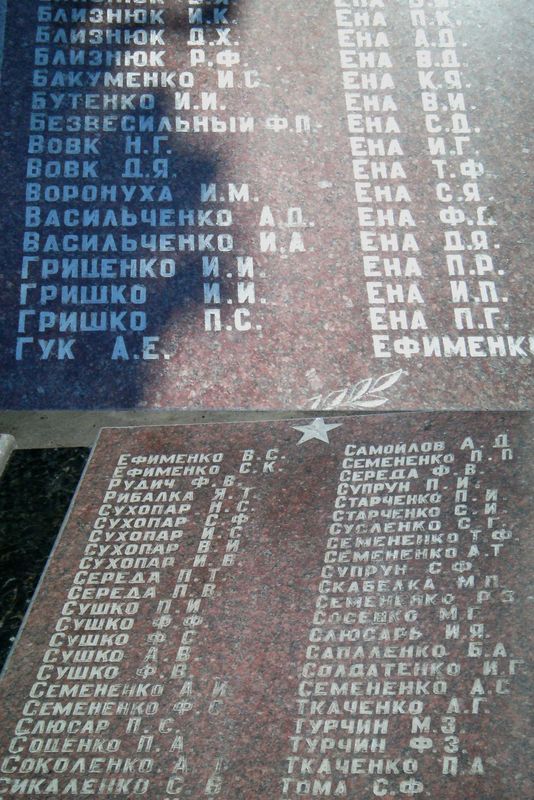 БЛИЗНЮК И.К.
БЛИЗНЮК Д.Х.
БЛИЗНЮК Р.Ф.
БАКУМЕНКО И.С.
БУТЕНКО И.И.
БЕЗВЕСИЛЬНЫЙ Ф.П.
ВОВК Н.Г.
ВОВК Д.Я.
ВОРОНУХА И.М.
ВАСИЛЬЧЕНКО А.Д.
ВАСИЛЬЧЕНКО И.А.
ГРИЦЕНКО И.И.
ГРИШКО И.И.
ГРИШКО П.С.
ГУК А.Е.
ЕНА П.К.
ЕНА А.Д.
ЕНА В.Д.
ЕНА К.Я.
ЕНА В.И.
ЕНА С.Д.
ЕНА И.Г.
ЕНА Т.Ф
ЕНА С.Я.
ЕНА Ф.
ЕНА Д.Я.
ЕНА П.Р.
ЕНА И.П.
ЕНА П.Г.
ЕФИМЕНКО
ЕФИМЕНКО В.С.
ЕФИМЕНКО С.К.
РУДИЧ Ф.В.
РИБАЛКА Я.Т.
СУХОПАР Н.С.
СУХОПАР С.Ф.
СУХОПАР И.С
СУХОПАР В.И
СУХОПАР И.В.
СЕРЕДА П.Т.
СЕРЕДА П.
СУШКО П.И
СУШКО Ф.Ф
СУШКО Ф.С
СУШКО А.В.
СУШКО Ф.В.
СЕМЕНЕНКО А.И
СЕМЕНЕНКО Ф.С
СЛЮСАР П.С.
СОЦЕНКО П.А
СОКОЛЕНКО А.
СИКАЛЕНКО С.В
САМОЙЛОВ А.Д
СЕМЕНЕНКО П.П
СЕРЕДА Ф.В.
СУПРУН П.И.
СТАРЧЕНКО П.И.
СТАРЧЕНКО С.И.
СУСЛЕНКО С.Г.
СЕМЕНЕНКО Т.Ф
СЕМЕНЕНКО А.Т
СУПРУН С.Ф.
СКАБЕЛКА М.П.
СЕМЕНЕНКО
СОСЕНКО М.Г.
СЛЮСАРЬ И.Я.
САПАЛЕНКО Б.А
СОЛДАТЕНКО И.Г
СЕМЕНЕНКО А.С
ТКАЧЕНКО А.Г.
ТУРЧИН М.З.
ТУРЧИН Ф.З.
ТКАЧЕНКО П.А
ТОМА С.Ф.